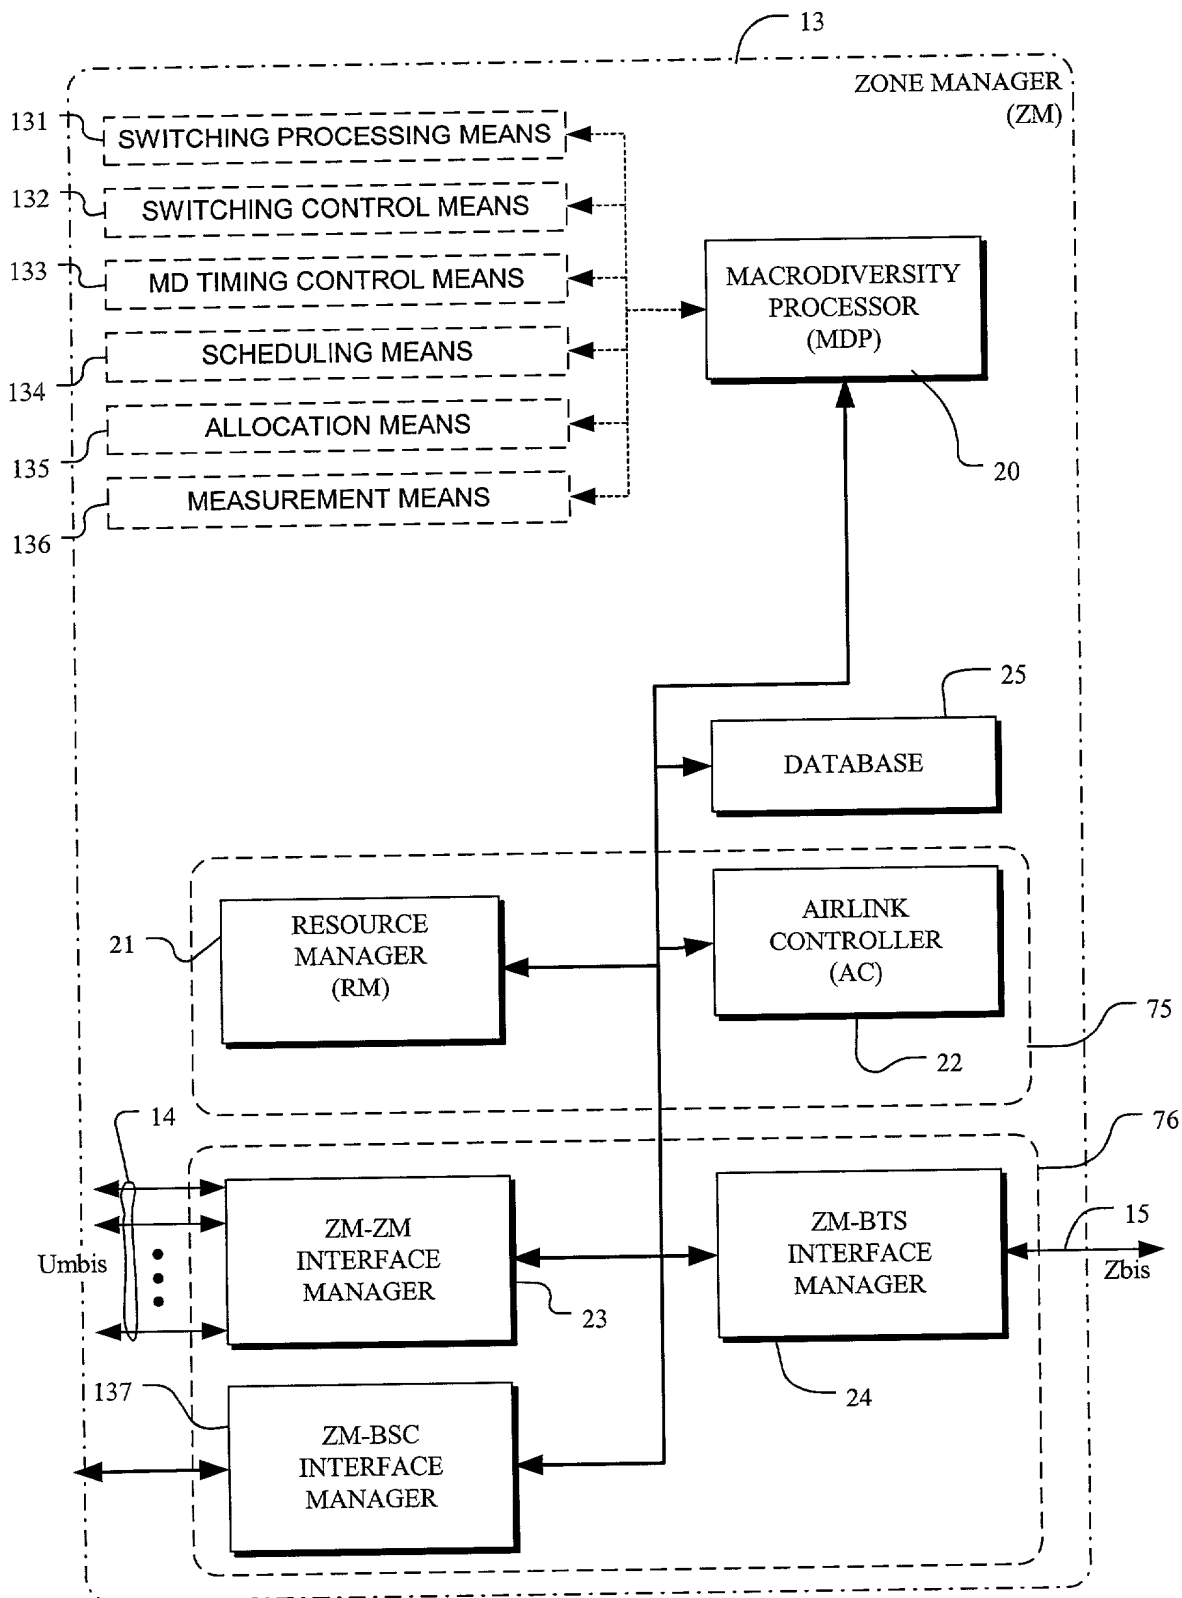 13
ZONE MANAGER
(ZM)
131
SWITCHING PROCESSING MEANS
132
SWITCHING CONTROL MEANS
133
MD TIMING CONTROL MEANS
134
SCHEDULING MEANS
135
ALLOCATION MEANS
136
MEASUREMENT MEANS
MACRODIVERSITY
PROCESSOR
(MDP)
20
25
DATABASE
21
RESOURCE
MANAGER
(RM)
AIRLINK
CONTROLLER
(AC)
22
75
14
76
Umbis
ZM-ZM
INTERFACE
MANAGER
23
ZM-BTS
INTERFACE
MANAGER
15
Zbis
24
137
ZM-BSC
INTERFACE
MANAGER